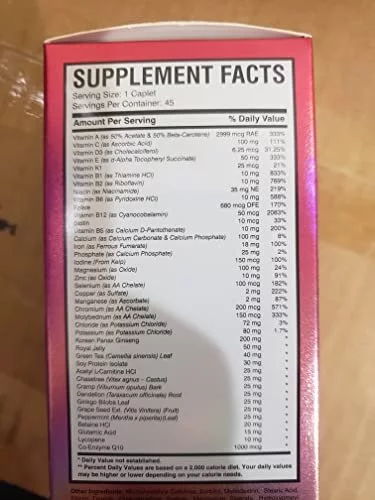 SUPPLEMENT FACTS
Serving Size: 1 Caplet
Servings Per Container: 45
Amount Per Serving % Daily Value
Vitamin A (as 50% Acetate & 50% Beta-Carotene) 2999 mcg RAE 333%
Vitamin C (as Ascorbic Acid) 100 mg 111%
Vitamin D3 (as Cholecalciferol) 6.25 mcg 31.25%
Vitamin E (as d-Alpha Tocopheryl Succinate) 50 mg 333%
Vitamin K1 25 mcg 21%
Vitamin B1 (as Thiamine HCl) 10 mg 833%
Vitamin B2 (as Riboflavin) 10 mg 769%
Niacin (as Niacinamide) 35 mg NE 219%
Vitamin B6 (as Pyridoxine HCl) 10 mg 588%
Folate 680 mcg DFE 170%
Vitamin B12 (as Cyanocobalamin) 50 mcg 2083%
Biotin 10 mcg 33%
Vitamin B5 (as Calcium D-Pantothenate) 10 mg 200%
Calcium (as Calcium Carbonate & Calcium Phosphate) 100 mg 8%
Iron (as Ferrous Fumarate) 18 mg 100%
Phosphate (as Calcium Phosphate) 25 mg 2%
Iodine (From Kelp) 150 mcg 100%
Magnesium (as Oxide) 100 mg 24%
Zinc (as Oxide) 10 mg 91%
Selenium (as AA Chelate) 100 mcg 182%
Copper (as Sulfate) 2 mg 222%
Manganese (as Ascorbate) 2 mg 87%
Chromium (as AA Chelate) 200 mcg 571%
Molybdenum (as AA Chelate) 150 mcg 333%
Chloride (as Potassium Chloride) 72 mg 3%
Potassium (as Potassium Chloride) 80 mg 1.7%
Korean Panax Ginseng 200 mg *
Royal Jelly 50 mg *
Green Tea (Camellia sinensis) Leaf 40 mg *
Soy Protein Isolate 30 mg *
Acetyl L-Carnitine HCl 25 mg *
Chastetree (Vitex agnus - Castus) 25 mg *
Cramp (Viburnum opulus) Bark 25 mg *
Dandelion (Taraxacum officinale) Root 25 mg *
Ginkgo Biloba Leaf 25 mg *
Grape Seed Ext. (Vitis Vinifera) (Fruit) 25 mg *
Peppermint (Mentha x piperita) Leaf 25 mg *
Betaine HCl 20 mg *
Glutamic Acid 15 mg *
Lycopene 10 mg *
Co-Enzyme Q10 1000 mcg *
* Daily Value not established.
** Percent Daily Values are based on a 2,000 calorie diet. Your daily values
may be higher or lower depending on your calorie needs.
Other Ingredients: Cellulose, Stearic Acid,